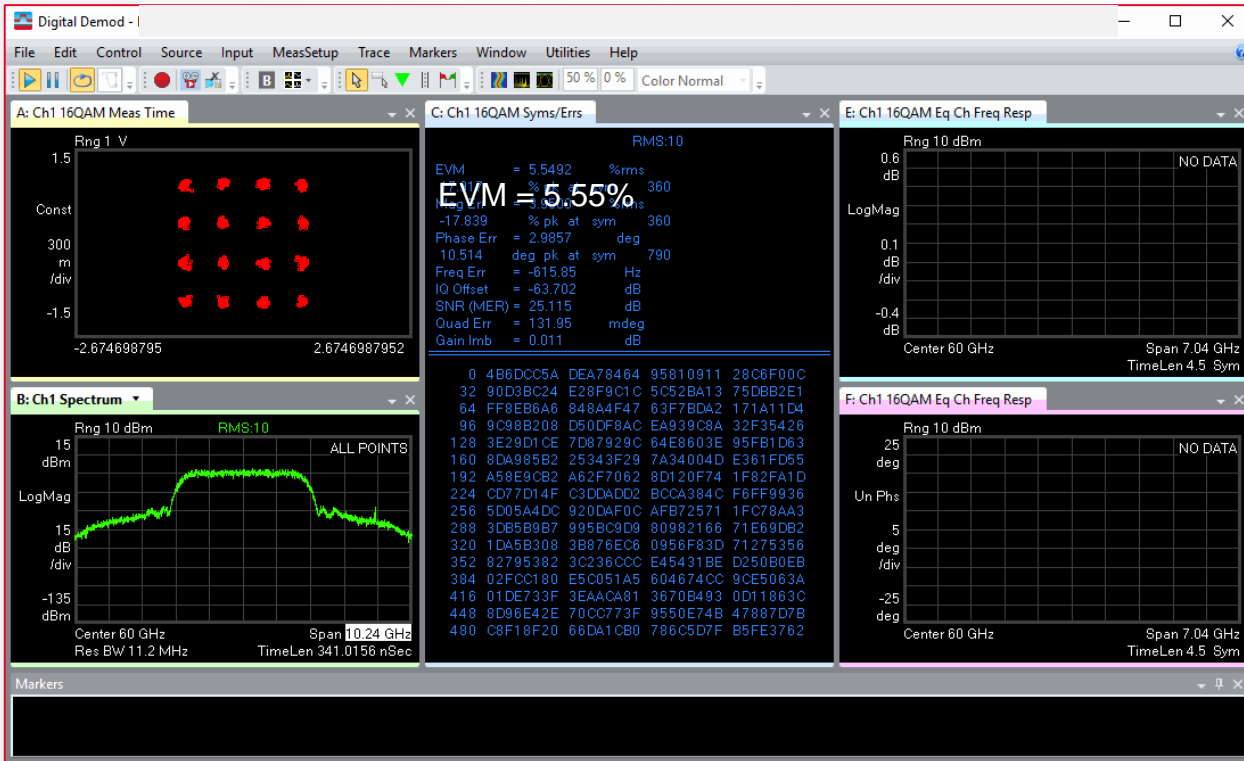 Digital Demod -
File Edit Control Source Input MeasSetup Trace Markers Window Utilities Help
B 50 % 0 % Color Normal
A: Ch1 16QAM Meas Time
Rng 1 V
1.5
Const
300
m
/div
-1.5
-2.674698795 2.6746987952
B: Ch1 Spectrum
Rng 10 dBm RMS:10
15
dBm
ALL POINTS
LogMag
15
dB
/div
-135
dBm
Center 60 GHz Span 10.24 GHz
Res BW 11.2 MHz TimeLen 341.0156 nSec
C: Ch1 16QAM Syms/Errs
RMS:10
EVM = 5.5492 %rms
% pk at sym 360
EVM = 5.55%
%rms
-17.839 % pk at sym 360
Phase Err = 2.9857 deg
10.514 deg pk at sym 790
Freq Err = -615.85 Hz
IQ Offset = -63.702 dB
SNR (MER) = 25.115 dB
Quad Err = 131.95 mdeg
Gain Imb = 0.011 dB
0 4B6DCC5A DEA78464 95810911 28C6F00C
32 90D3BC24 E28F9C1C 5C52BA13 75DBB2E1
64 FF8EB6A6 848A4F47 63F7BDA2 171A11D4
96 9C98B208 D50DF8AC EA939C8A 32F35426
128 3E29D1CE 7D87929C 64E8603E 95FB1D63
160 8DA985B2 25343F29 7A34004D E361FD55
192 A58E9CB2 A62F7062 8D120F74 1F82FA1D
224 CD77D14F C3DDADD2 BCCA384C F6FF9936
256 5D05A4DC 920DAF0C AFB72571 1FC78AA3
288 3DB5B9B7 995BC9D9 80982166 71E69DB2
320 1DA5B308 3B876EC6 0956F83D 71275356
352 82795382 3C236CCC E45431BE D250B0EB
384 02FCC180 E5C051A5 604674CC 9CE5063A
416 01DE733F 3EAACA81 3670B493 0D11863C
448 8D96E42E 70CC773F 9550E74B 47887D7B
480 C8F18F20 66DA1CB0 786C5D7F B5FE3762
E: Ch1 16QAM Eq Ch Freq Resp
Rng 10 dBm
0.6
dB
NO DATA
LogMag
0.1
dB
/div
-0.4
dB
Center 60 GHz Span 7.04 GHz
TimeLen 4.5 Sym
F: Ch1 16QAM Eq Ch Freq Resp
Rng 10 dBm
25
deg
NO DATA
Un Phs
5
deg
/div
-25
deg
Center 60 GHz Span 7.04 GHz
TimeLen 4.5 Sym
Markers